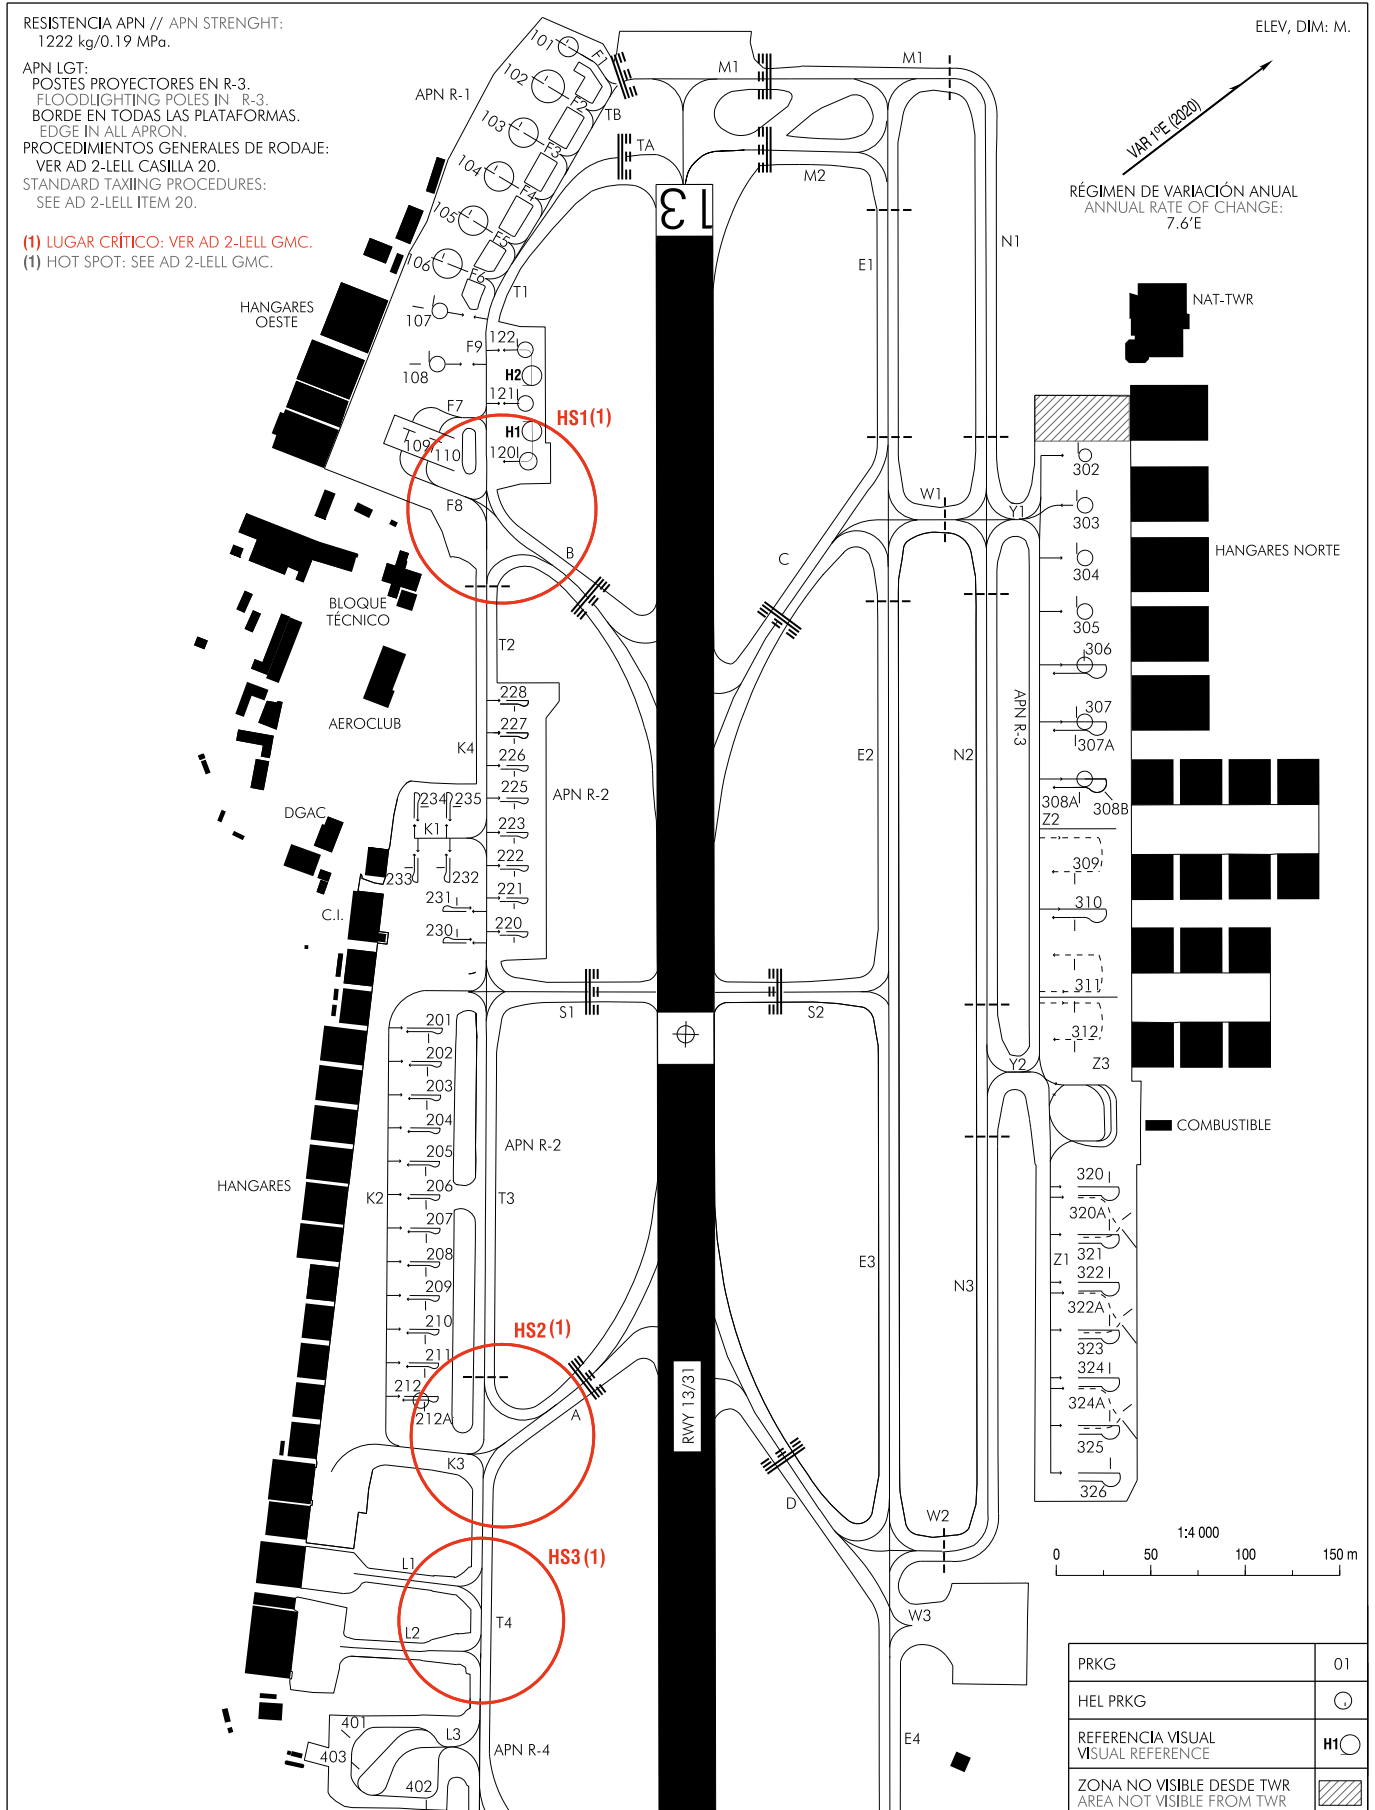 RESISTENCIA APN // APN STRENGHT:
1222 kg/0.19 MPa.
APN LGT:
POSTES PROYECTORES EN R-3.
FLOODLIGHTING POLES IN R-3.
BORDE EN TODAS LAS PLATAFORMAS.
EDGE IN ALL APRON.
PROCEDIMIENTOS GENERALES DE RODAJE:
VER AD 2-LELL CASILLA 20.
STANDARD TAXIING PROCEDURES:
SEE AD 2-LELL ITEM 20.
(1) LUGAR CRÍTICO: VER AD 2-LELL GMC.
(1) HOT SPOT: SEE AD 2-LELL GMC.
ELEV, DIM: M.
VAR 1°E (2020)
RÉGIMEN DE VARIACIÓN ANUAL
ANNUAL RATE OF CHANGE:
7.6'E
APN R-1
101
102
103
104
105
106
107
108
109
110
F1
F2
F3
F4
F5
F6
F7
F8
F9
TB
TA
T1
M1
M1
M2
13
E1
N1
NAT-TWR
HANGARES
OESTE
122
H2
121
H1
120
HS1(1)
B
C
W1
Y1
302
303
304
305
306
307
307A
308A
308B
HANGARES NORTE
BLOQUE
TÉCNICO
AEROCLUB
DGAC
C.I.
T2
K4
228
227
226
225
223
222
221
220
APN R-2
234
235
K1
233
232
231
230
E2
N2
APN R-3
Z2
309
310
311
312
Z3
S1
S2
Y2
COMBUSTIBLE
201
202
203
204
205
206
207
208
209
210
211
212
212A
K2
APN R-2
T3
HANGARES
E3
N3
320
320A
321
Z1
322
322A
323
324
324A
325
326
HS2(1)
A
RWY 13/31
D
K3
W2
HS3(1)
L1
L2
T4
W3
L3
401
403
402
APN R-4
E4
1:4 000
0 50 100 150 m
PRKG 01
HEL PRKG
REFERENCIA VISUAL
VISUAL REFERENCE
H1
ZONA NO VISIBLE DESDE TWR
AREA NOT VISIBLE FROM TWR